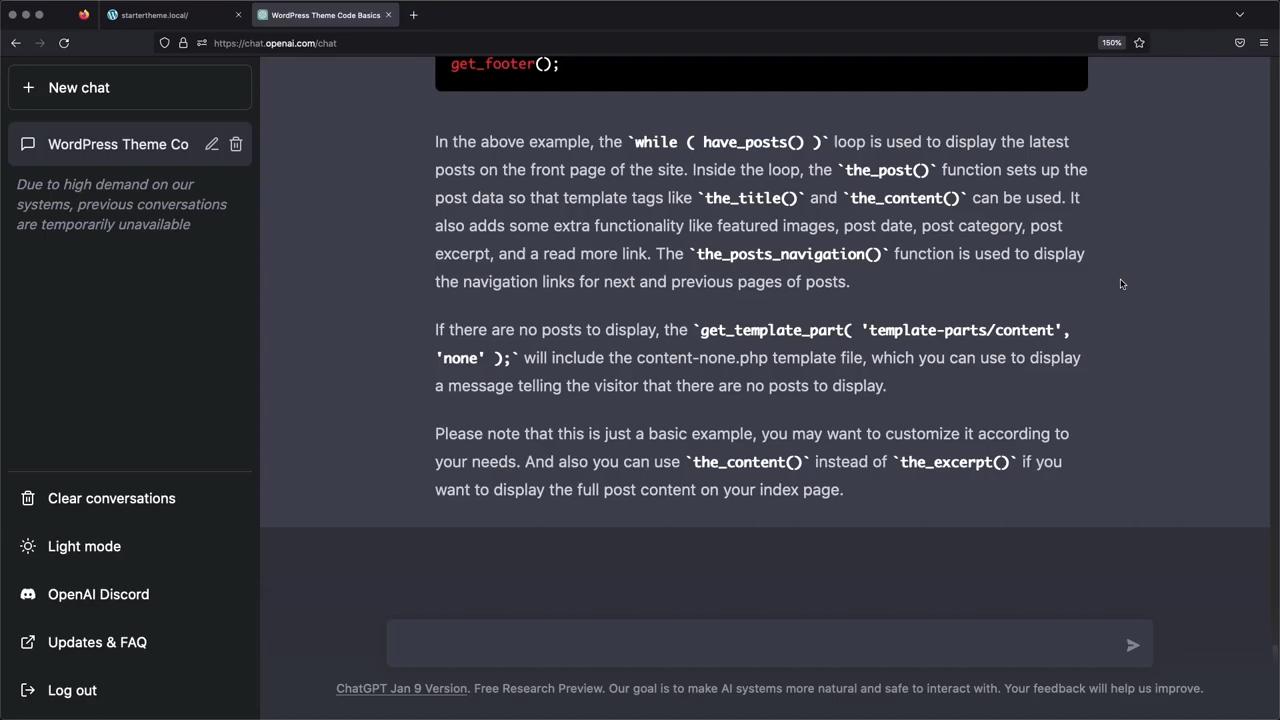 startertheme.local/
WordPress Theme Code Basics
https://chat.openai.com/chat
150%
New chat
WordPress Theme Co
Due to high demand on our
systems, previous conversations
are temporarily unavailable
Clear conversations
Light mode
OpenAI Discord
Updates & FAQ
Log out
get_footer();
In the above example, the `while ( have_posts() )` loop is used to display the latest
posts on the front page of the site. Inside the loop, the `the_post()` function sets up the
post data so that template tags like `the_title()` and `the_content()` can be used. It
also adds some extra functionality like featured images, post date, post category, post
excerpt, and a read more link. The `the_posts_navigation()` function is used to display
the navigation links for next and previous pages of posts.
If there are no posts to display, the `get_template_part( 'template-parts/content',
'none' );` will include the content-none.php template file, which you can use to display
a message telling the visitor that there are no posts to display.
Please note that this is just a basic example, you may want to customize it according to
your needs. And also you can use `the_content()` instead of `the_excerpt()` if you
want to display the full post content on your index page.
ChatGPT Jan 9 Version. Free Research Preview. Our goal is to make AI systems more natural and safe to interact with. Your feedback will help us improve.